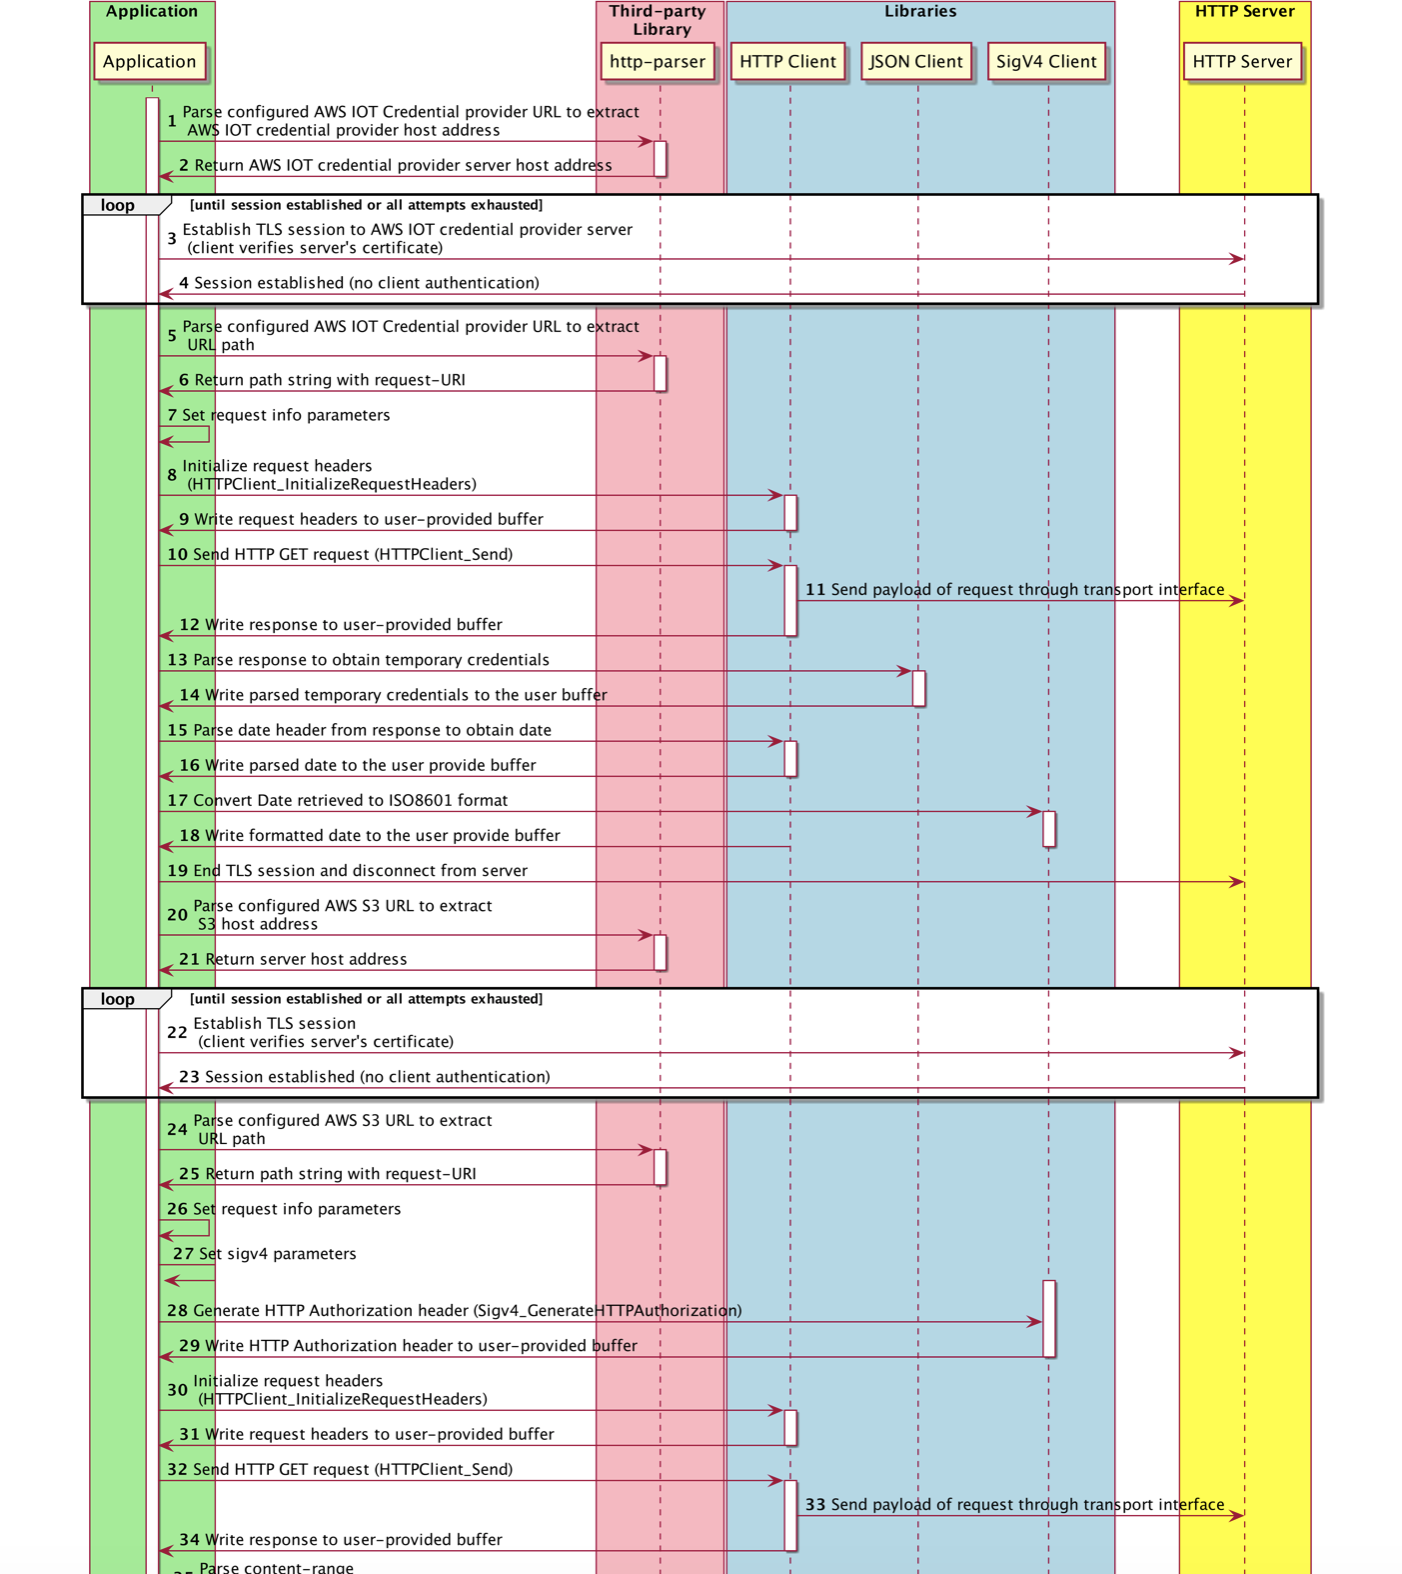 Application
Third-party
Library
Libraries
HTTP Server
Application
http-parser
HTTP Client
JSON Client
SigV4 Client
HTTP Server
1 Parse configured AWS IOT Credential provider URL to extract
AWS IOT credential provider host address
2 Return AWS IOT credential provider server host address
loop [until session established or all attempts exhausted]
3 Establish TLS session to AWS IOT credential provider server
(client verifies server's certificate)
4 Session established (no client authentication)
5 Parse configured AWS IOT Credential provider URL to extract
URL path
6 Return path string with request-URI
7 Set request info parameters
8 Initialize request headers
(HTTPClient_InitializeRequestHeaders)
9 Write request headers to user-provided buffer
10 Send HTTP GET request (HTTPClient_Send)
11 Send payload of request through transport interface
12 Write response to user-provided buffer
13 Parse response to obtain temporary credentials
14 Write parsed temporary credentials to the user buffer
15 Parse date header from response to obtain date
16 Write parsed date to the user provide buffer
17 Convert Date retrieved to ISO8601 format
18 Write formatted date to the user provide buffer
19 End TLS session and disconnect from server
20 Parse configured AWS S3 URL to extract
S3 host address
21 Return server host address
loop [until session established or all attempts exhausted]
22 Establish TLS session
(client verifies server's certificate)
23 Session established (no client authentication)
24 Parse configured AWS S3 URL to extract
URL path
25 Return path string with request-URI
26 Set request info parameters
27 Set sigv4 parameters
28 Generate HTTP Authorization header (Sigv4_GenerateHTTPAuthorization)
29 Write HTTP Authorization header to user-provided buffer
30 Initialize request headers
(HTTPClient_InitializeRequestHeaders)
31 Write request headers to user-provided buffer
32 Send HTTP GET request (HTTPClient_Send)
33 Send payload of request through transport interface
34 Write response to user-provided buffer
Parse content-range